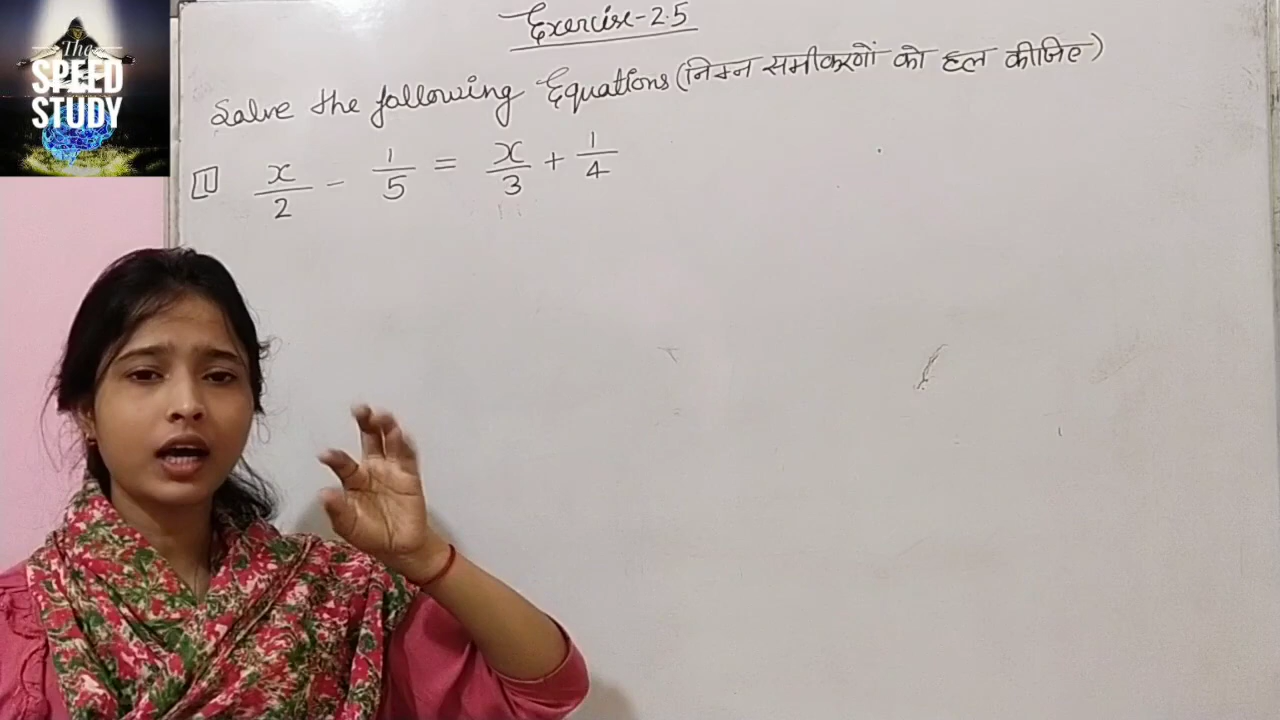 The
SPEED
STUDY
Exercise-2.5
Solve the following Equations (निम्न समीकरणों को हल कीजिए)
1 x/2 - 1/5 = x/3 + 1/4